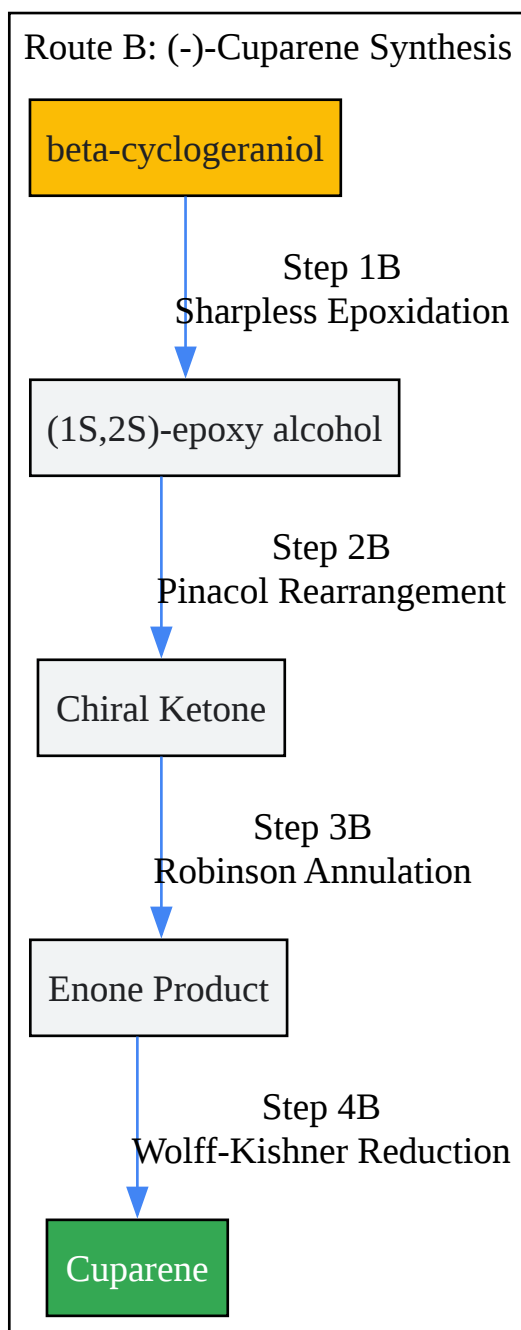 Route B: (-)-Cuparene Synthesis
beta-cyclogeraniol
Step 1B
Sharpless Epoxidation
(1S,2S)-epoxy alcohol
Step 2B
Pinacol Rearrangement
Chiral Ketone
Step 3B
Robinson Annulation
Enone Product
Step 4B
Wolff-Kishner Reduction
Cuparene